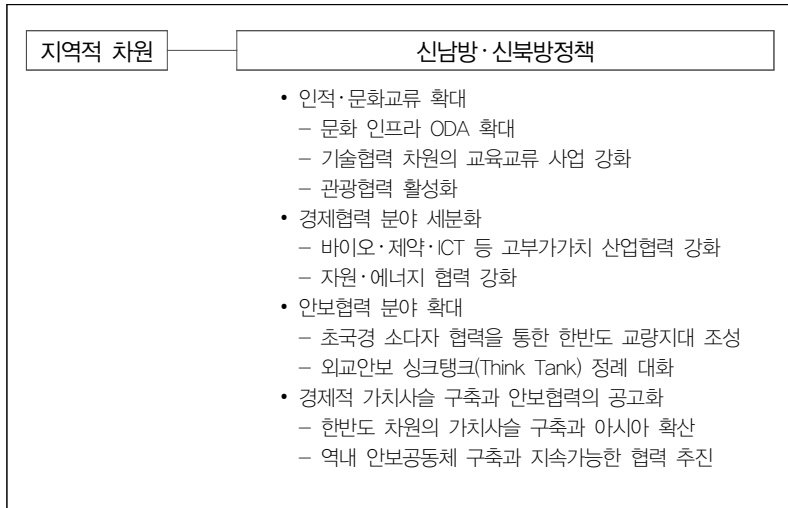 지역적 차원
신남방·신북방정책
• 인적·문화교류 확대
– 문화 인프라 ODA 확대
– 기술협력 차원의 교육교류 사업 강화
– 관광협력 활성화
• 경제협력 분야 세분화
– 바이오·제약·ICT 등 고부가가치 산업협력 강화
– 자원·에너지 협력 강화
• 안보협력 분야 확대
– 초국경 소다자 협력을 통한 한반도 교량지대 조성
– 외교안보 싱크탱크(Think Tank) 정례 대화
• 경제적 가치사슬 구축과 안보협력의 공고화
– 한반도 차원의 가치사슬 구축과 아시아 확산
– 역내 안보공동체 구축과 지속가능한 협력 추진